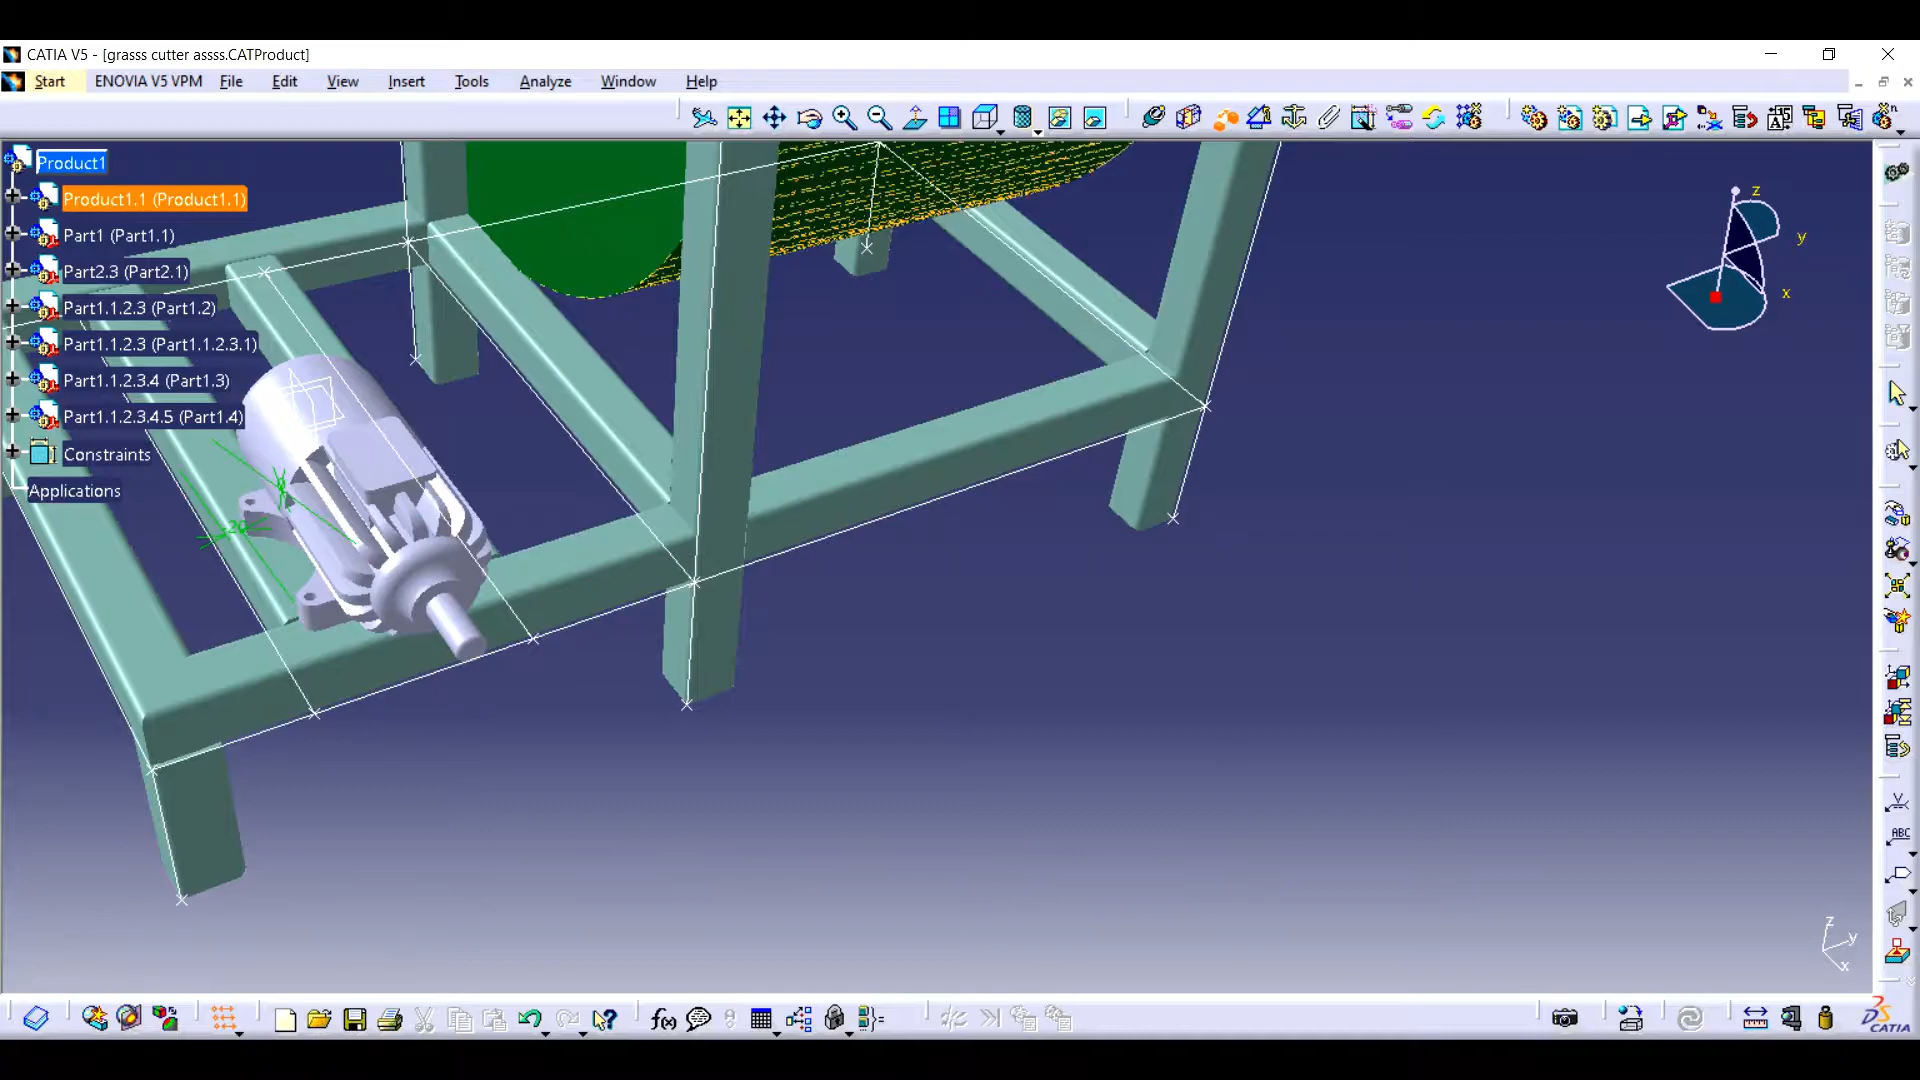 CATIA V5 - [grasss cutter assss.CATProduct]
Start ENOVIA V5 VPM File Edit View Insert Tools Analyze Window Help
Product1
Product1.1 (Product1.1)
Part1 (Part1.1)
Part2.3 (Part2.1)
Part1.1.2.3 (Part1.2)
Part1.1.2.3 (Part1.1.2.3.1)
Part1.1.2.3.4 (Part1.3)
Part1.1.2.3.4.5 (Part1.4)
Constraints
Applications
z
y
x
ABC
z
y
x
f(x)
CATIA